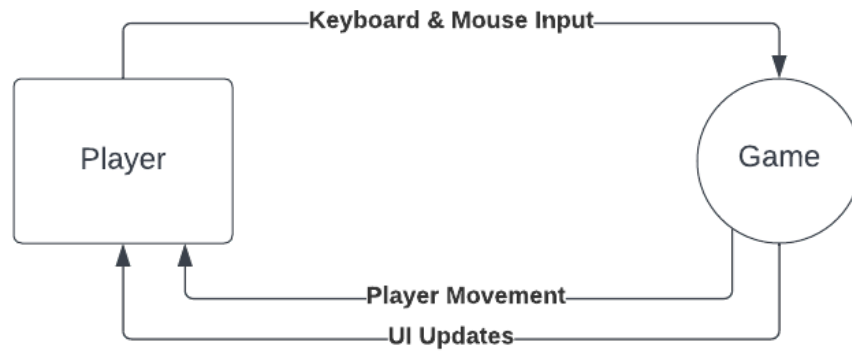 Keyboard & Mouse Input
Player
Game
Player Movement
UI Updates